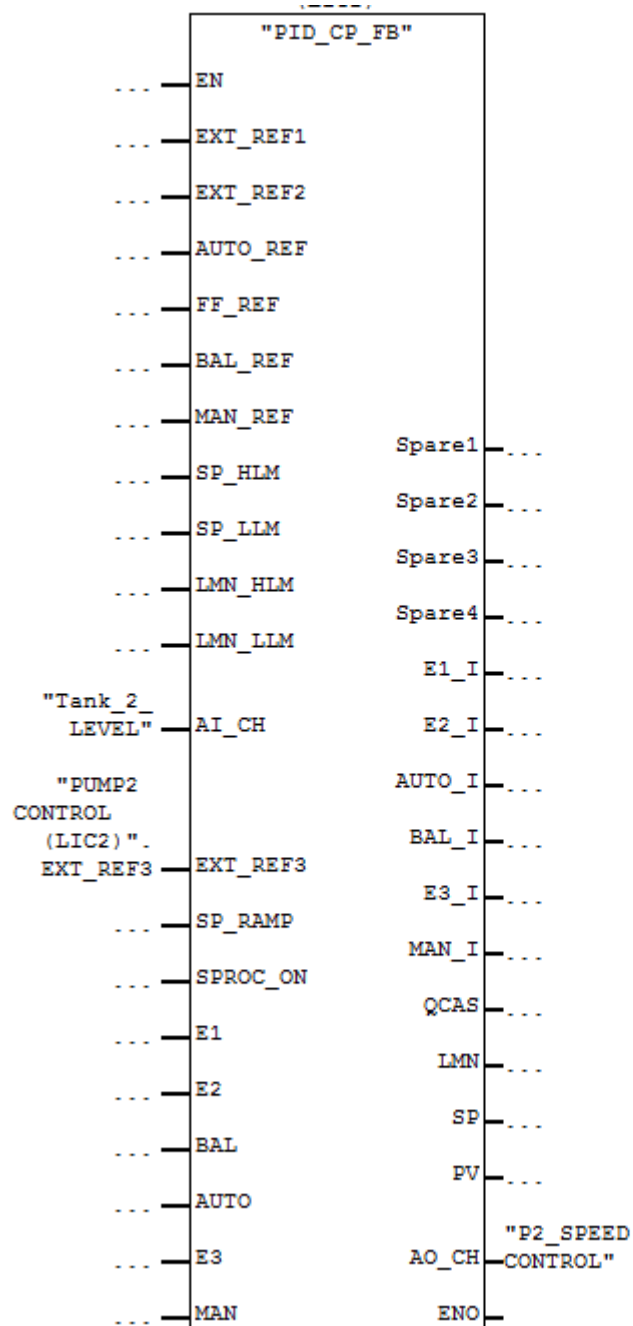 "PID_CP_FB"
... EN
... EXT_REF1
... EXT_REF2
... AUTO_REF
... FF_REF
... BAL_REF
... MAN_REF
Spare1 ...
... SP_HLM
Spare2 ...
... SP_LLM
Spare3 ...
... LMN_HLM
Spare4 ...
... LMN_LLM
E1_I ...
"Tank_2_
LEVEL" AI_CH
E2_I ...
"PUMP2
CONTROL
(LIC2)".
EXT_REF3 EXT_REF3
AUTO_I ...
BAL_I ...
E3_I ...
... SP_RAMP
MAN_I ...
... SPROC_ON
QCAS ...
... E1
LMN ...
... E2
SP ...
... BAL
PV ...
... AUTO
"P2_SPEED
AO_CH CONTROL"
... E3
... MAN
ENO